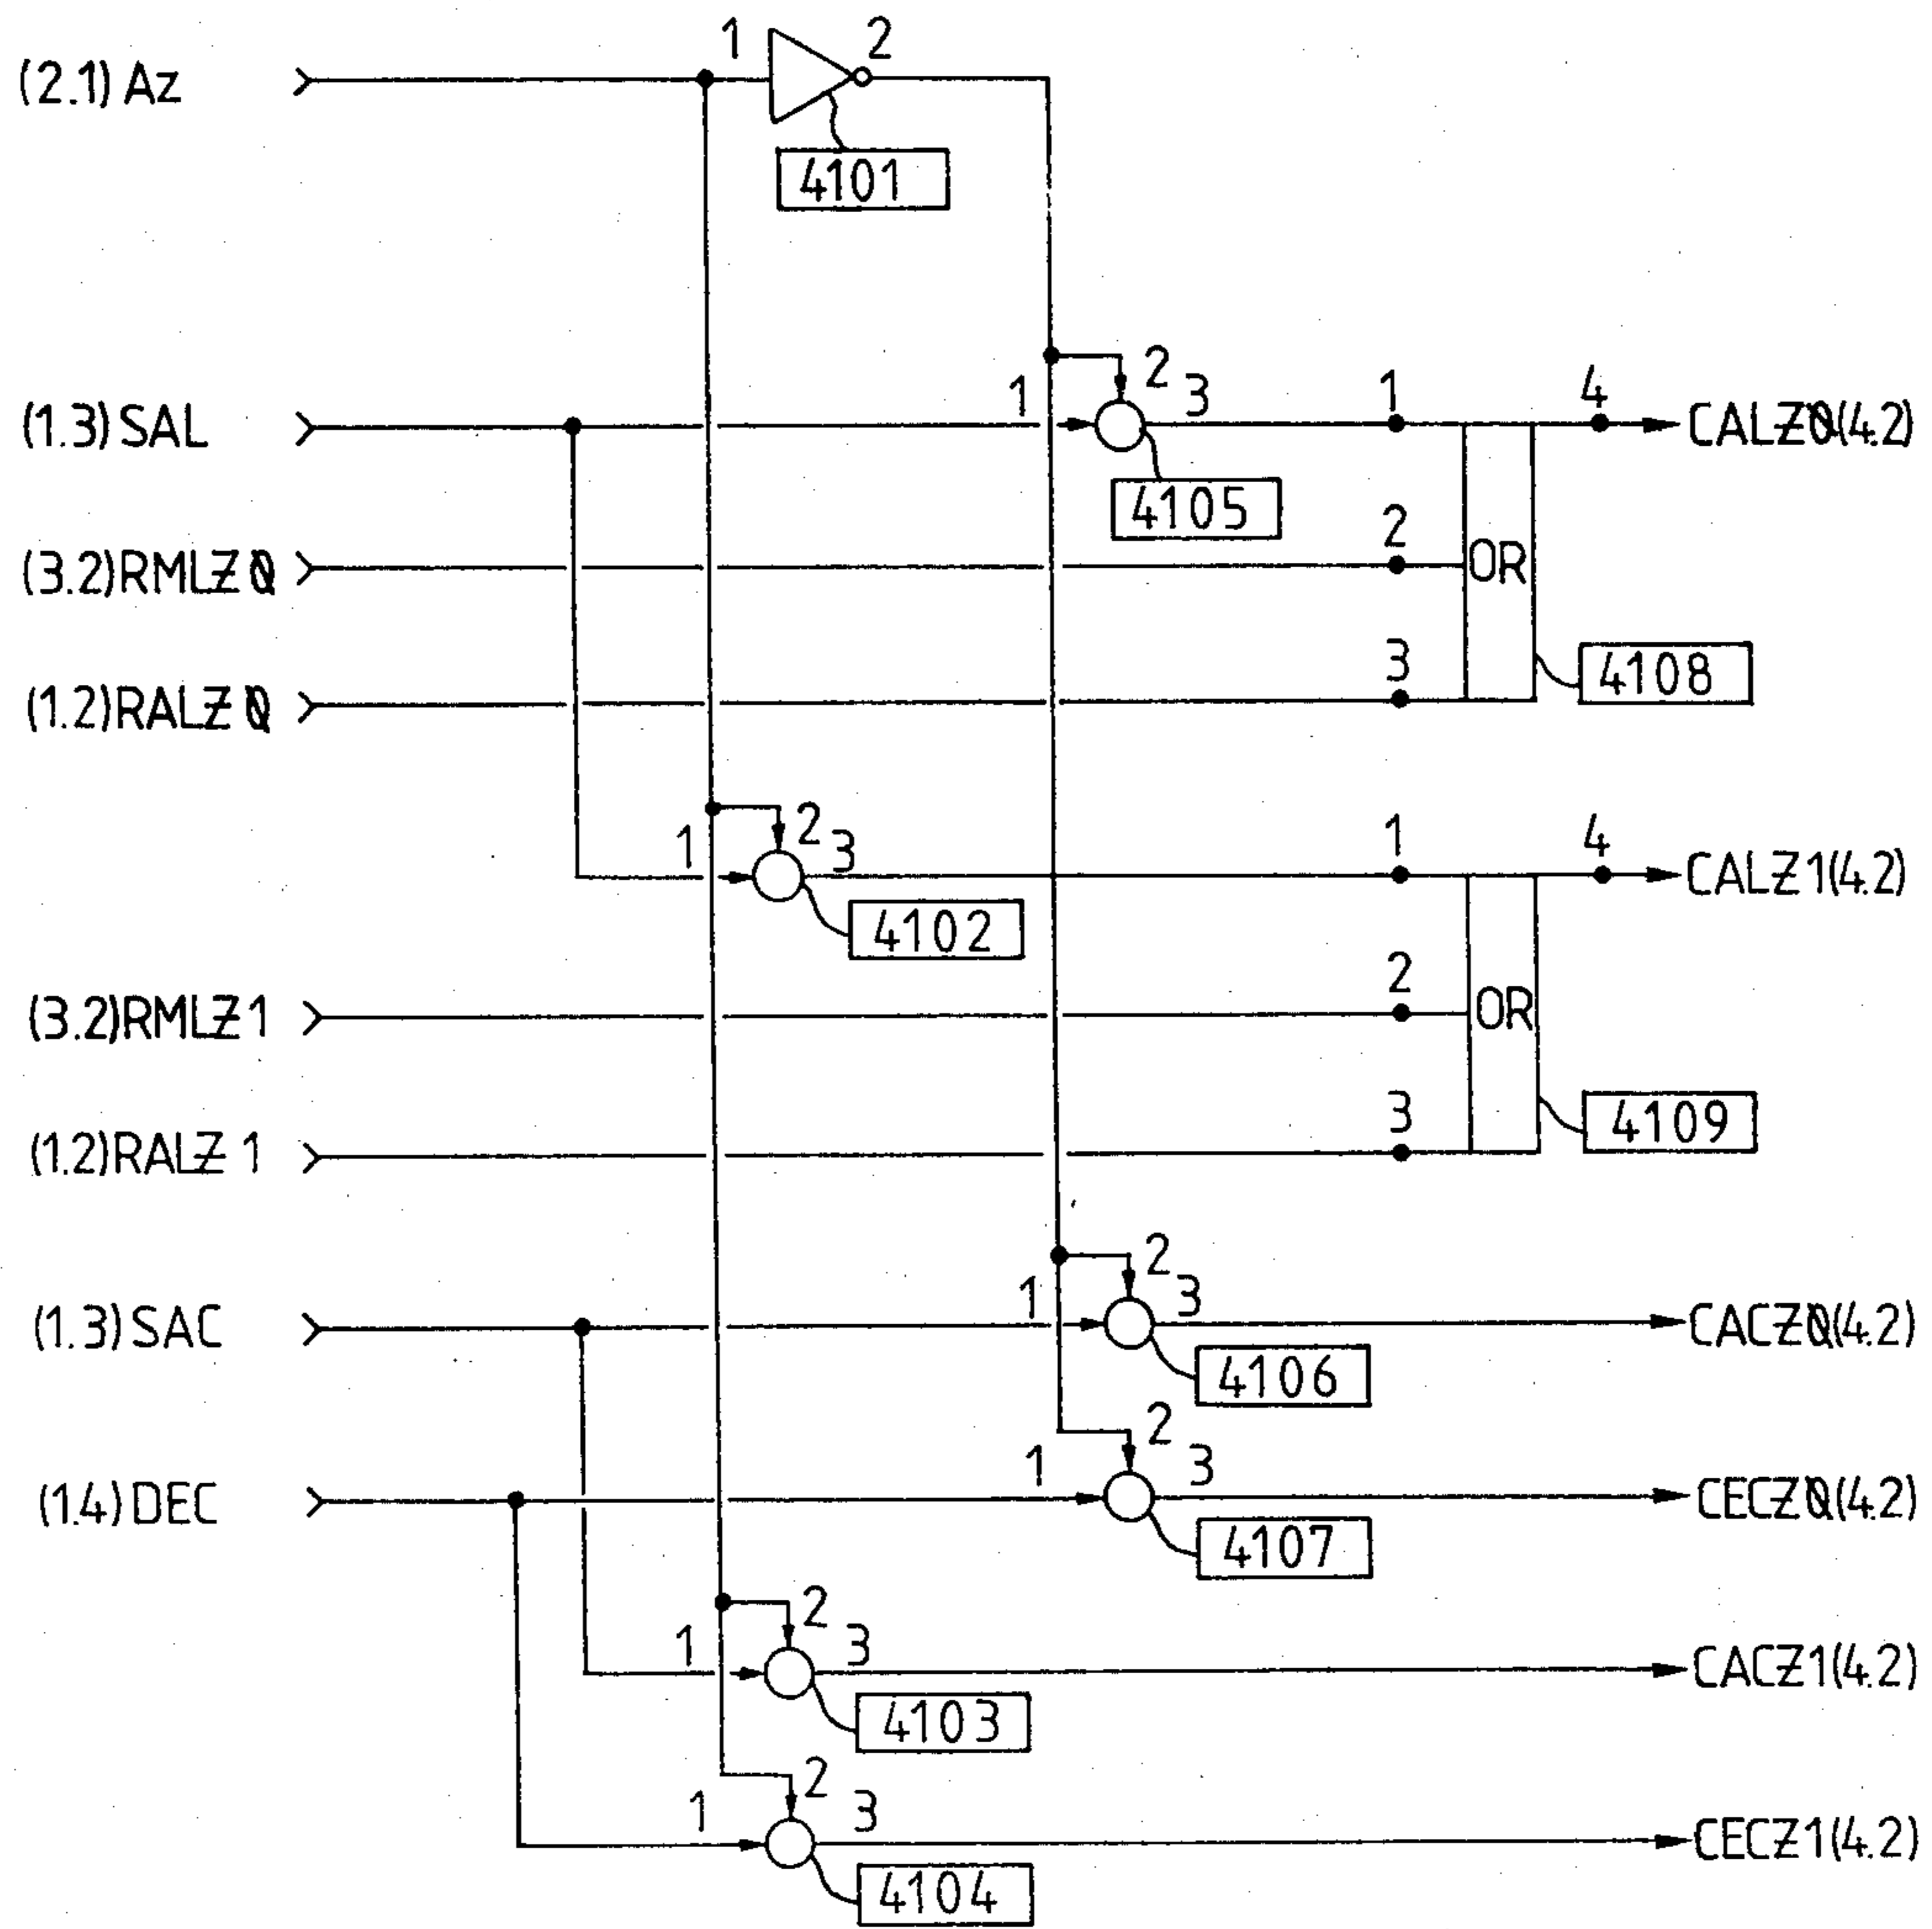 1 2
(2.1) Az
4101
2
1 3 1 4
(1.3) SAL CALZ0(4.2)
4105
2
(3.2)RMLZ0 OR
3
4108
(1.2)RALZ0
2
1 3 1 4
CALZ1(4.2)
4102
2
(3.2)RMLZ1 OR
3
4109
(1.2)RALZ 1
2
1 3
(1.3) SAC CACZ0(4.2)
4106
2
1 3
(1.4) DEC CECZ0(4.2)
4107
2
1 3
CACZ1(4.2)
4103
2
1 3
CECZ1(4.2)
4104